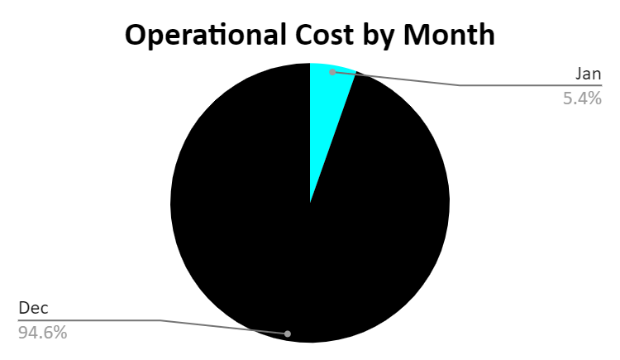 Operational Cost by Month
Jan
5.4%
Dec
94.6%